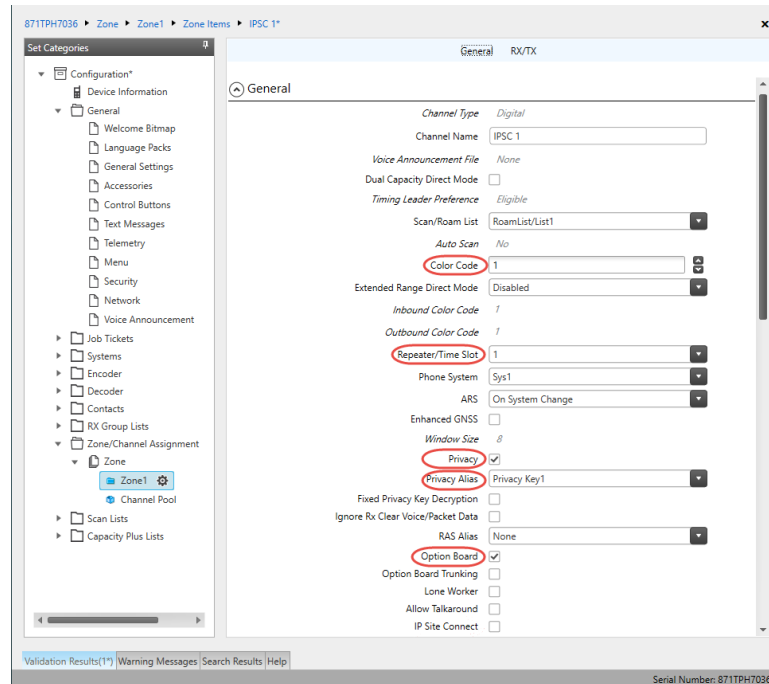 871TPH7036 Zone Zone1 Zone Items IPSC 1*
Set Categories
Configuration*
Device Information
General
Welcome Bitmap
Language Packs
General Settings
Accessories
Control Buttons
Text Messages
Telemetry
Menu
Security
Network
Voice Announcement
Job Tickets
Systems
Encoder
Decoder
Contacts
RX Group Lists
Zone/Channel Assignment
Zone
Zone1
Channel Pool
Scan Lists
Capacity Plus Lists
General RX/TX
General
Channel Type Digital
Channel Name IPSC 1
Voice Announcement File None
Dual Capacity Direct Mode
Timing Leader Preference Eligible
Scan/Roam List RoamList/List1
Auto Scan No
Color Code 1
Extended Range Direct Mode Disabled
Inbound Color Code 1
Outbound Color Code 1
Repeater/Time Slot 1
Phone System Sys1
ARS On System Change
Enhanced GNSS
Window Size 8
Privacy
Privacy Alias Privacy Key1
Fixed Privacy Key Decryption
Ignore Rx Clear Voice/Packet Data
RAS Alias None
Option Board
Option Board Trunking
Lone Worker
Allow Talkaround
IP Site Connect
Validation Results(1*) Warning Messages Search Results Help
Serial Number: 871TPH7036